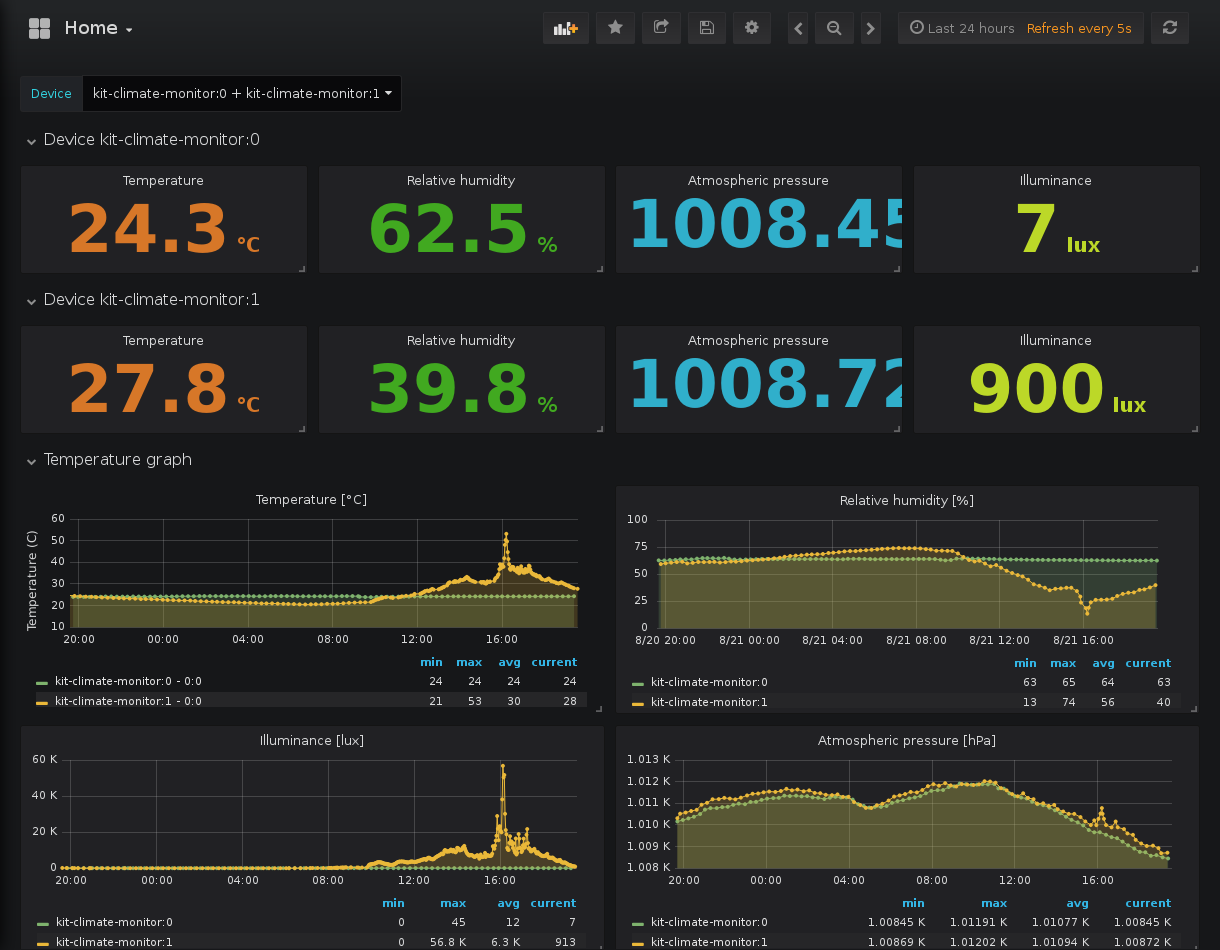 Home
Last 24 hours Refresh every 5s
Device kit-climate-monitor:0 + kit-climate-monitor:1
Device kit-climate-monitor:0
Temperature Relative humidity Atmospheric pressure Illuminance
24.3 °C 62.5 % 1008.45 7 lux
Device kit-climate-monitor:1
Temperature Relative humidity Atmospheric pressure Illuminance
27.8 °C 39.8 % 1008.72 900 lux
Temperature graph
Temperature [°C]
Temperature (C)
60
50
40
30
20
10
20:00 00:00 04:00 08:00 12:00 16:00
min max avg current
kit-climate-monitor:0 - 0:0 24 24 24 24
kit-climate-monitor:1 - 0:0 21 53 30 28
Relative humidity [%]
100
75
50
25
0
8/20 20:00 8/21 00:00 8/21 04:00 8/21 08:00 8/21 12:00 8/21 16:00
min max avg current
kit-climate-monitor:0 63 65 64 63
kit-climate-monitor:1 13 74 56 40
Illuminance [lux]
60 K
40 K
20 K
0
20:00 00:00 04:00 08:00 12:00 16:00
min max avg current
kit-climate-monitor:0 0 45 12 7
kit-climate-monitor:1 0 56.8 K 6.3 K 913
Atmospheric pressure [hPa]
1.013 K
1.012 K
1.011 K
1.010 K
1.009 K
1.008 K
20:00 00:00 04:00 08:00 12:00 16:00
min max avg current
kit-climate-monitor:0 1.00845 K 1.01191 K 1.01077 K 1.00845 K
kit-climate-monitor:1 1.00869 K 1.01202 K 1.01094 K 1.00872 K